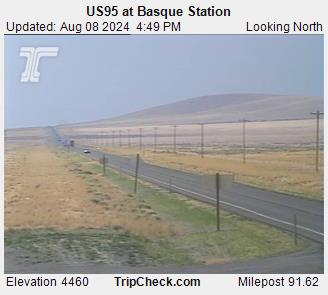 US95 at Basque Station
Updated: Aug 08 2024 4:49 PM Looking North
Elevation 4460 TripCheck.com Milepost 91.62